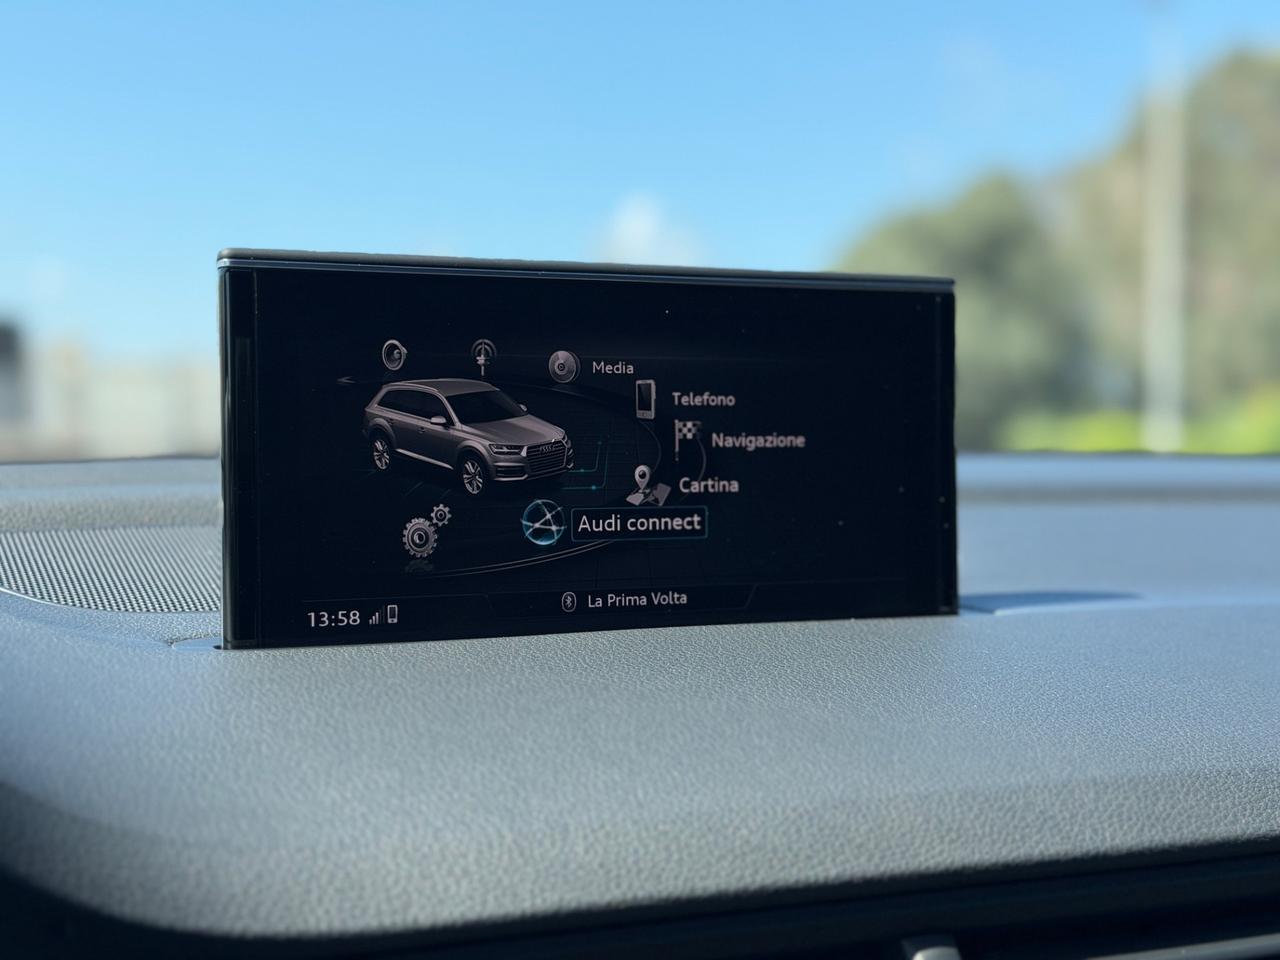 Media
Telefono
Navigazione
Cartina
Audi connect
La Prima Volta
13:58